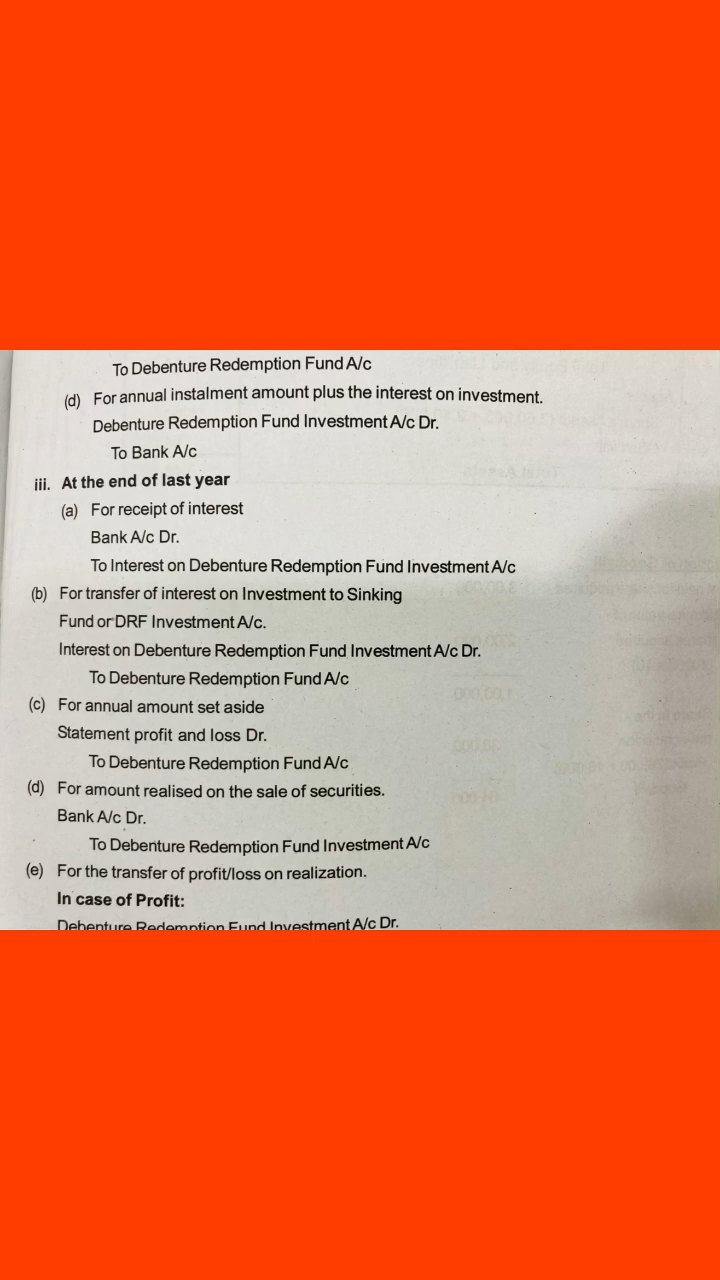 To Debenture Redemption Fund A/c
(d) For annual instalment amount plus the interest on investment.
Debenture Redemption Fund Investment A/c Dr.
To Bank A/c
iii. At the end of last year
(a) For receipt of interest
Bank A/c Dr.
To Interest on Debenture Redemption Fund Investment A/c
(b) For transfer of interest on Investment to Sinking
Fund or DRF Investment A/c.
Interest on Debenture Redemption Fund Investment A/c Dr.
To Debenture Redemption Fund A/c
(c) For annual amount set aside
Statement profit and loss Dr.
To Debenture Redemption Fund A/c
(d) For amount realised on the sale of securities.
Bank A/c Dr.
To Debenture Redemption Fund Investment A/c
(e) For the transfer of profit/loss on realization.
In case of Profit:
Debenture Redemption Fund Investment A/c Dr.